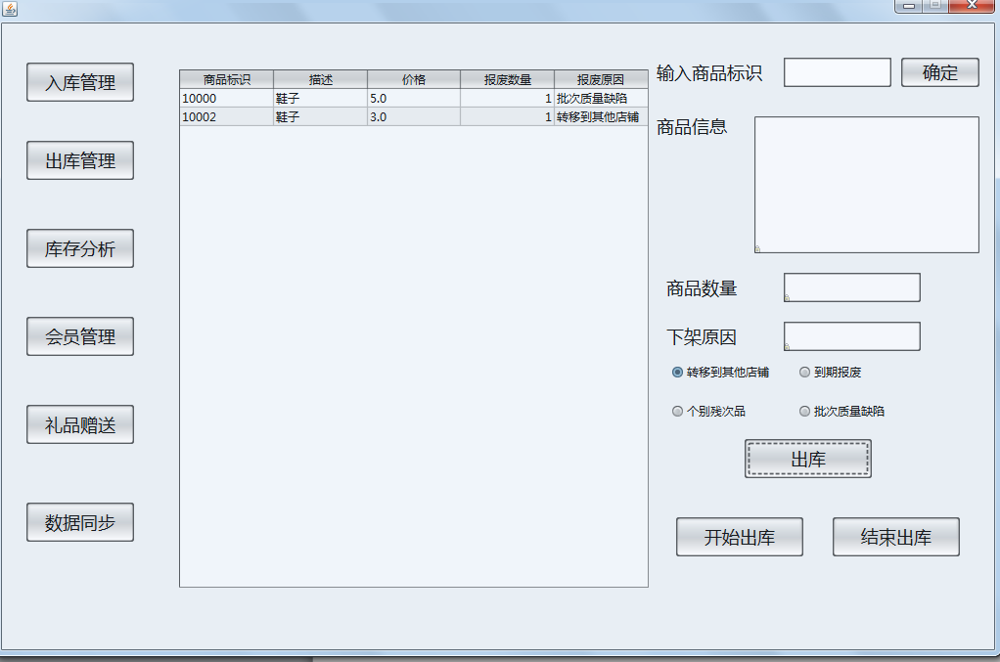 入库管理
出库管理
库存分析
会员管理
礼品赠送
数据同步
商品标识 描述 价格 报废数量 报废原因
10000 鞋子 5.0 1 批次质量缺陷
10002 鞋子 3.0 1 转移到其他店铺
输入商品标识 确定
商品信息
商品数量
下架原因
转移到其他店铺 到期报废
个别残次品 批次质量缺陷
出库
开始出库 结束出库